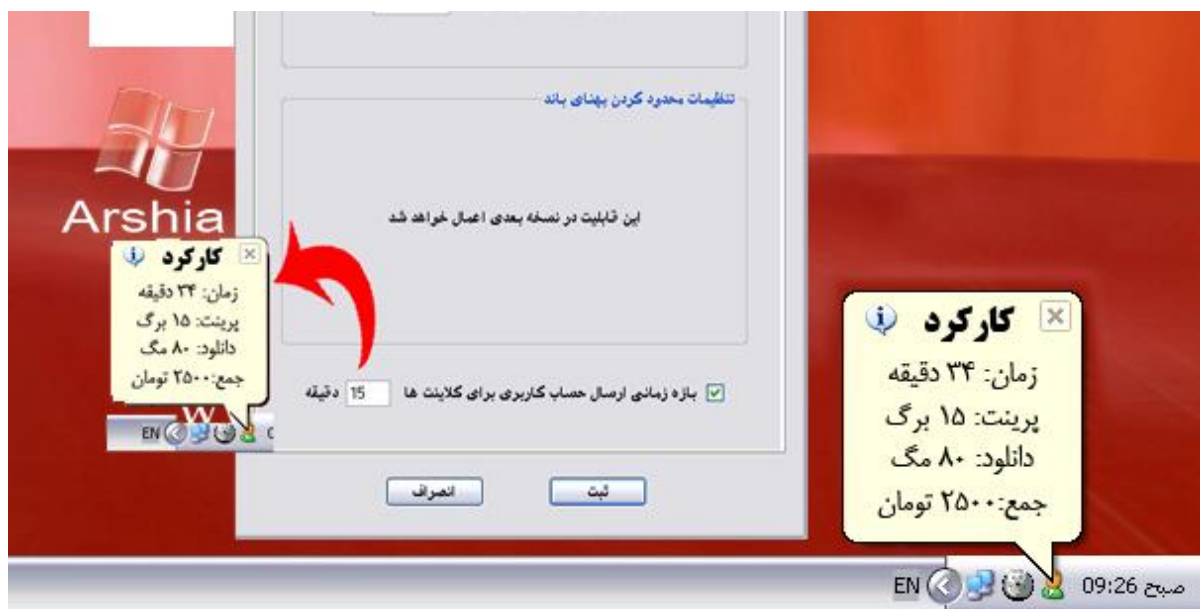 تنظیمات محدود کردن پهنای باند
این قابلیت در نسخه بعدی اعمال خواهد شد
بازه زمانی ارسال حساب کاربری برای کلاینت ها 15 دقیقه
ثبت
انصراف
Arshia
کارکرد
زمان: ۳۴ دقیقه
پرینت: ۱۵ برگ
دانلود: ۸۰ مگ
جمع:۲۵۰۰ تومان
W
EN
کارکرد
زمان: ۳۴ دقیقه
پرینت: ۱۵ برگ
دانلود: ۸۰ مگ
جمع:۲۵۰۰ تومان
EN
09:26 صبح